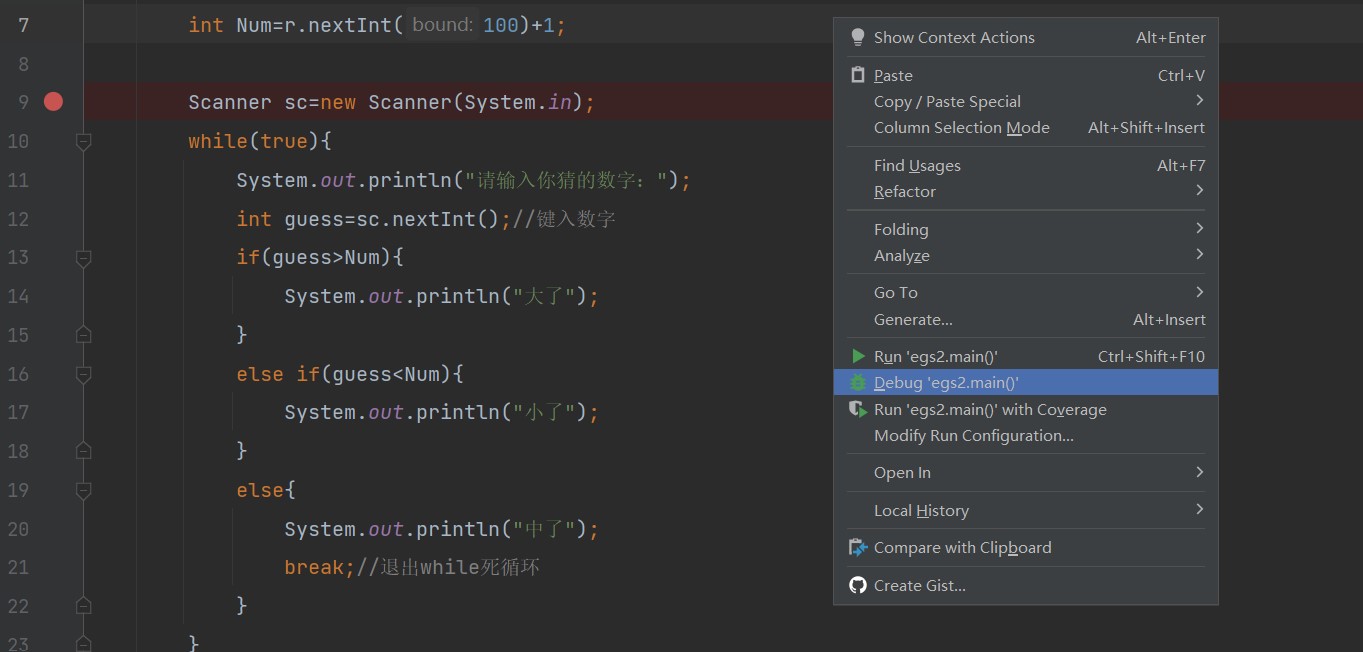 7 int Num=r.nextInt( bound: 100)+1;
8
9 Scanner sc=new Scanner(System.in);
10 while(true){
11 System.out.println("请输入你猜的数字：");
12 int guess=sc.nextInt();//键入数字
13 if(guess>Num){
14 System.out.println("大了");
15 }
16 else if(guess<Num){
17 System.out.println("小了");
18 }
19 else{
20 System.out.println("中了");
21 break;//退出while死循环
22 }
23 }
Show Context Actions Alt+Enter
Paste Ctrl+V
Copy / Paste Special
Column Selection Mode Alt+Shift+Insert
Find Usages Alt+F7
Refactor
Folding
Analyze
Go To
Generate... Alt+Insert
Run 'egs2.main()' Ctrl+Shift+F10
Debug 'egs2.main()'
Run 'egs2.main()' with Coverage
Modify Run Configuration...
Open In
Local History
Compare with Clipboard
Create Gist...